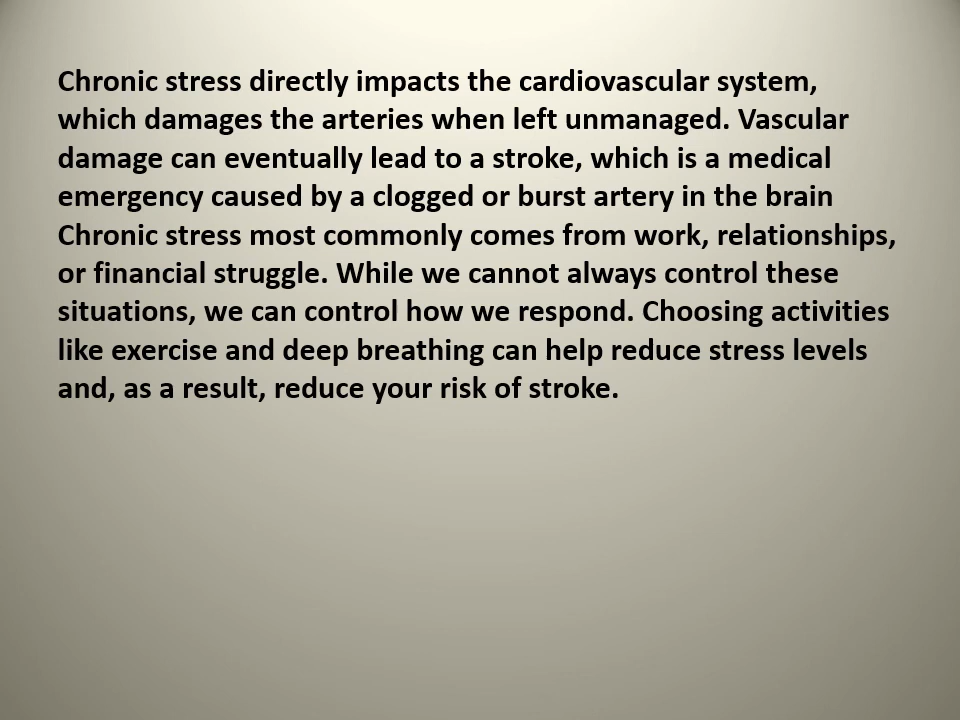 Chronic stress directly impacts the cardiovascular system,
which damages the arteries when left unmanaged. Vascular
damage can eventually lead to a stroke, which is a medical
emergency caused by a clogged or burst artery in the brain
Chronic stress most commonly comes from work, relationships,
or financial struggle. While we cannot always control these
situations, we can control how we respond. Choosing activities
like exercise and deep breathing can help reduce stress levels
and, as a result, reduce your risk of stroke.